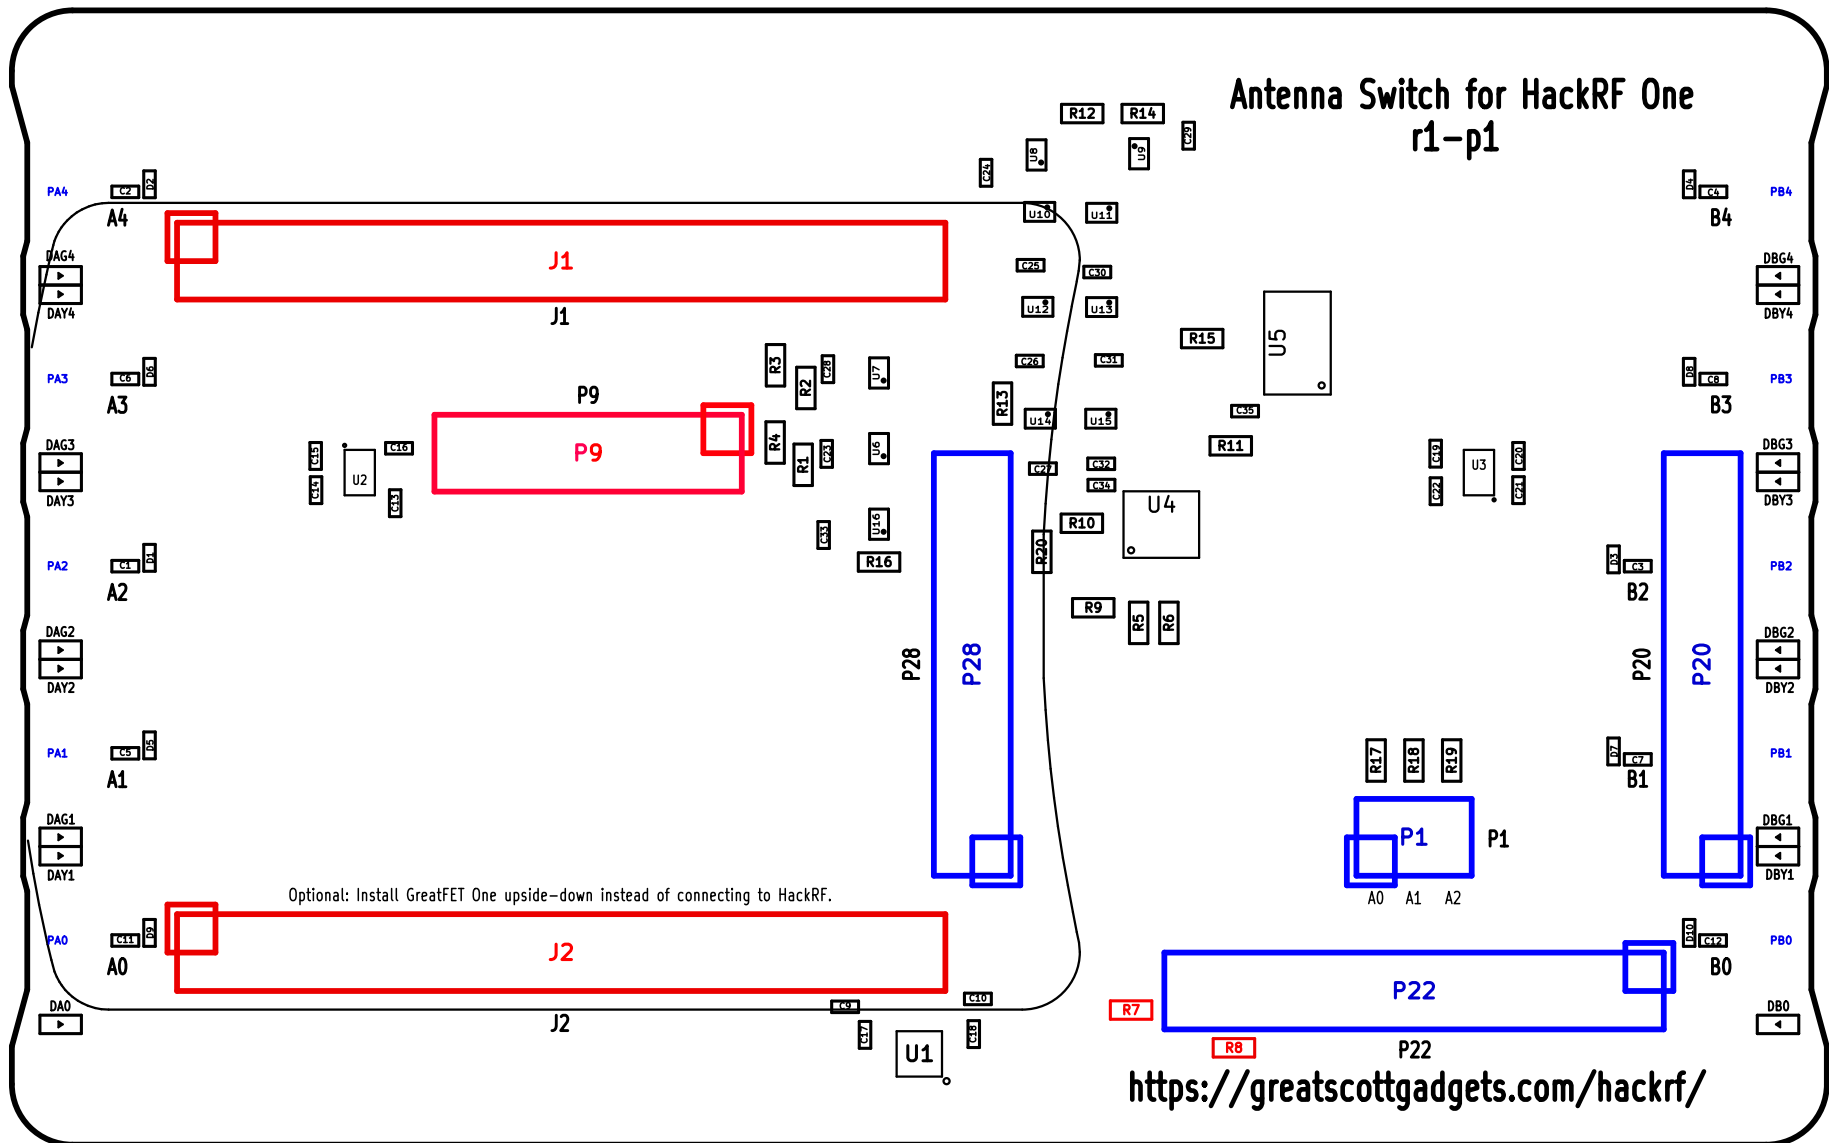 Antenna Switch for HackRF One
r1-p1
R12
R14
C29
U8
U9
C24
PA4
C2
D2
A4
D4
C4
PB4
B4
U10
U11
DAG4
DAY4
J1
J1
C25
C30
U12
U13
DBG4
DBY4
U5
R15
PA3
C6
D6
A3
P9
P9
R3
R2
C28
U7
C26
C31
R13
D8
C8
PB3
B3
C35
U14
U15
R11
DAG3
DAY3
C15
C14
U2
C16
C13
R4
R1
C23
U6
C27
C32
C34
C19
C22
U3
C20
C21
DBG3
DBY3
U4
U16
C33
R16
R10
R20
PA2
C1
D1
A2
D3
C3
PB2
B2
R9
R5
R6
DAG2
DAY2
P28
P28
P20
P20
DBG2
DBY2
PA1
C5
D5
A1
R17
R18
R19
D7
C7
PB1
B1
DAG1
DAY1
P1
P1
A0
A1
A2
DBG1
DBY1
Optional: Install GreatFET One upside-down instead of connecting to HackRF.
PA0
C11
D9
A0
J2
J2
D10
C12
PB0
B0
P22
P22
DA0
C9
C10
C17
C18
U1
R7
R8
DB0
https://greatscottgadgets.com/hackrf/